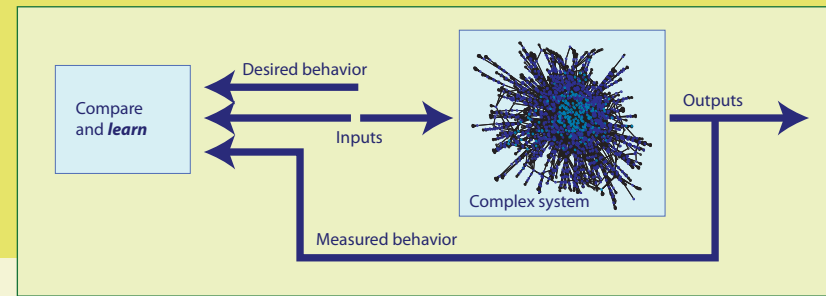 Desired behavior
Compare
and learn
Inputs
Outputs
Complex system
Measured behavior